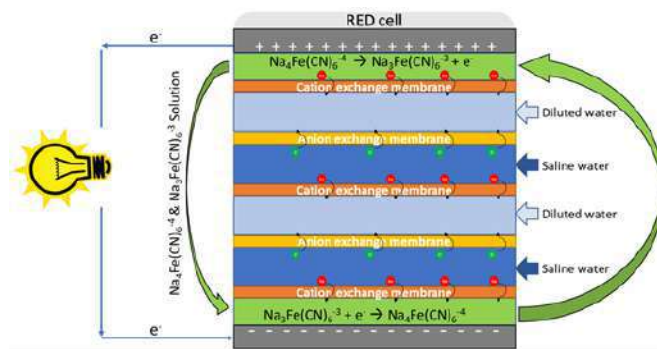 RED cell
e-
+ + + + + + + + + + + + + +
Na₄Fe(CN)₆⁻⁴ → Na₃Fe(CN)₆⁻³ + e-
Cation exchange membrane
Diluted water
Anion exchange membrane
Saline water
Cation exchange membrane
Diluted water
Anion exchange membrane
Saline water
Cation exchange membrane
Na₃Fe(CN)₆⁻³ + e- → Na₄Fe(CN)₆⁻⁴
e-
Na₄Fe(CN)₆⁻⁴ & Na₃Fe(CN)₆⁻³ Solution